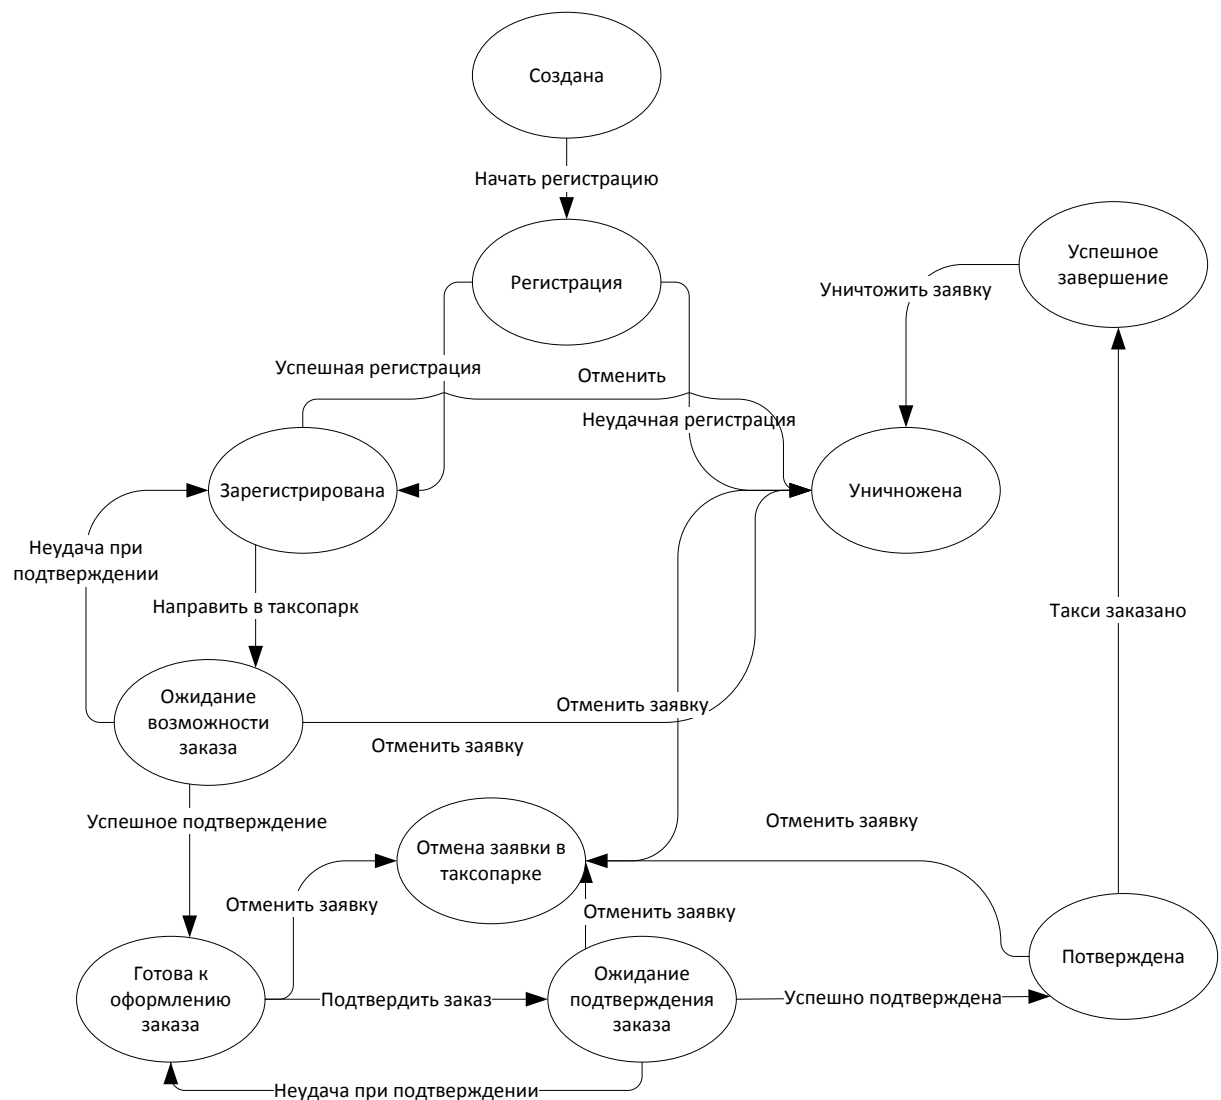 Создана
Начать регистрацию
Регистрация
Успешное
завершение
Уничтожить заявку
Успешная регистрация
Отменить
Неудачная регистрация
Зарегистрирована
Уничножена
Неудача при
подтверждении
Направить в таксопарк
Такси заказано
Ожидание
возможности
заказа
Отменить заявку
Отменить заявку
Успешное подтверждение
Отменить заявку
Отмена заявки в
таксопарке
Отменить заявку
Отменить заявку
Готова к
оформлению
заказа
Подтвердить заказ
Ожидание
подтверждения
заказа
Успешно подтверждена
Потверждена
Неудача при подтверждении